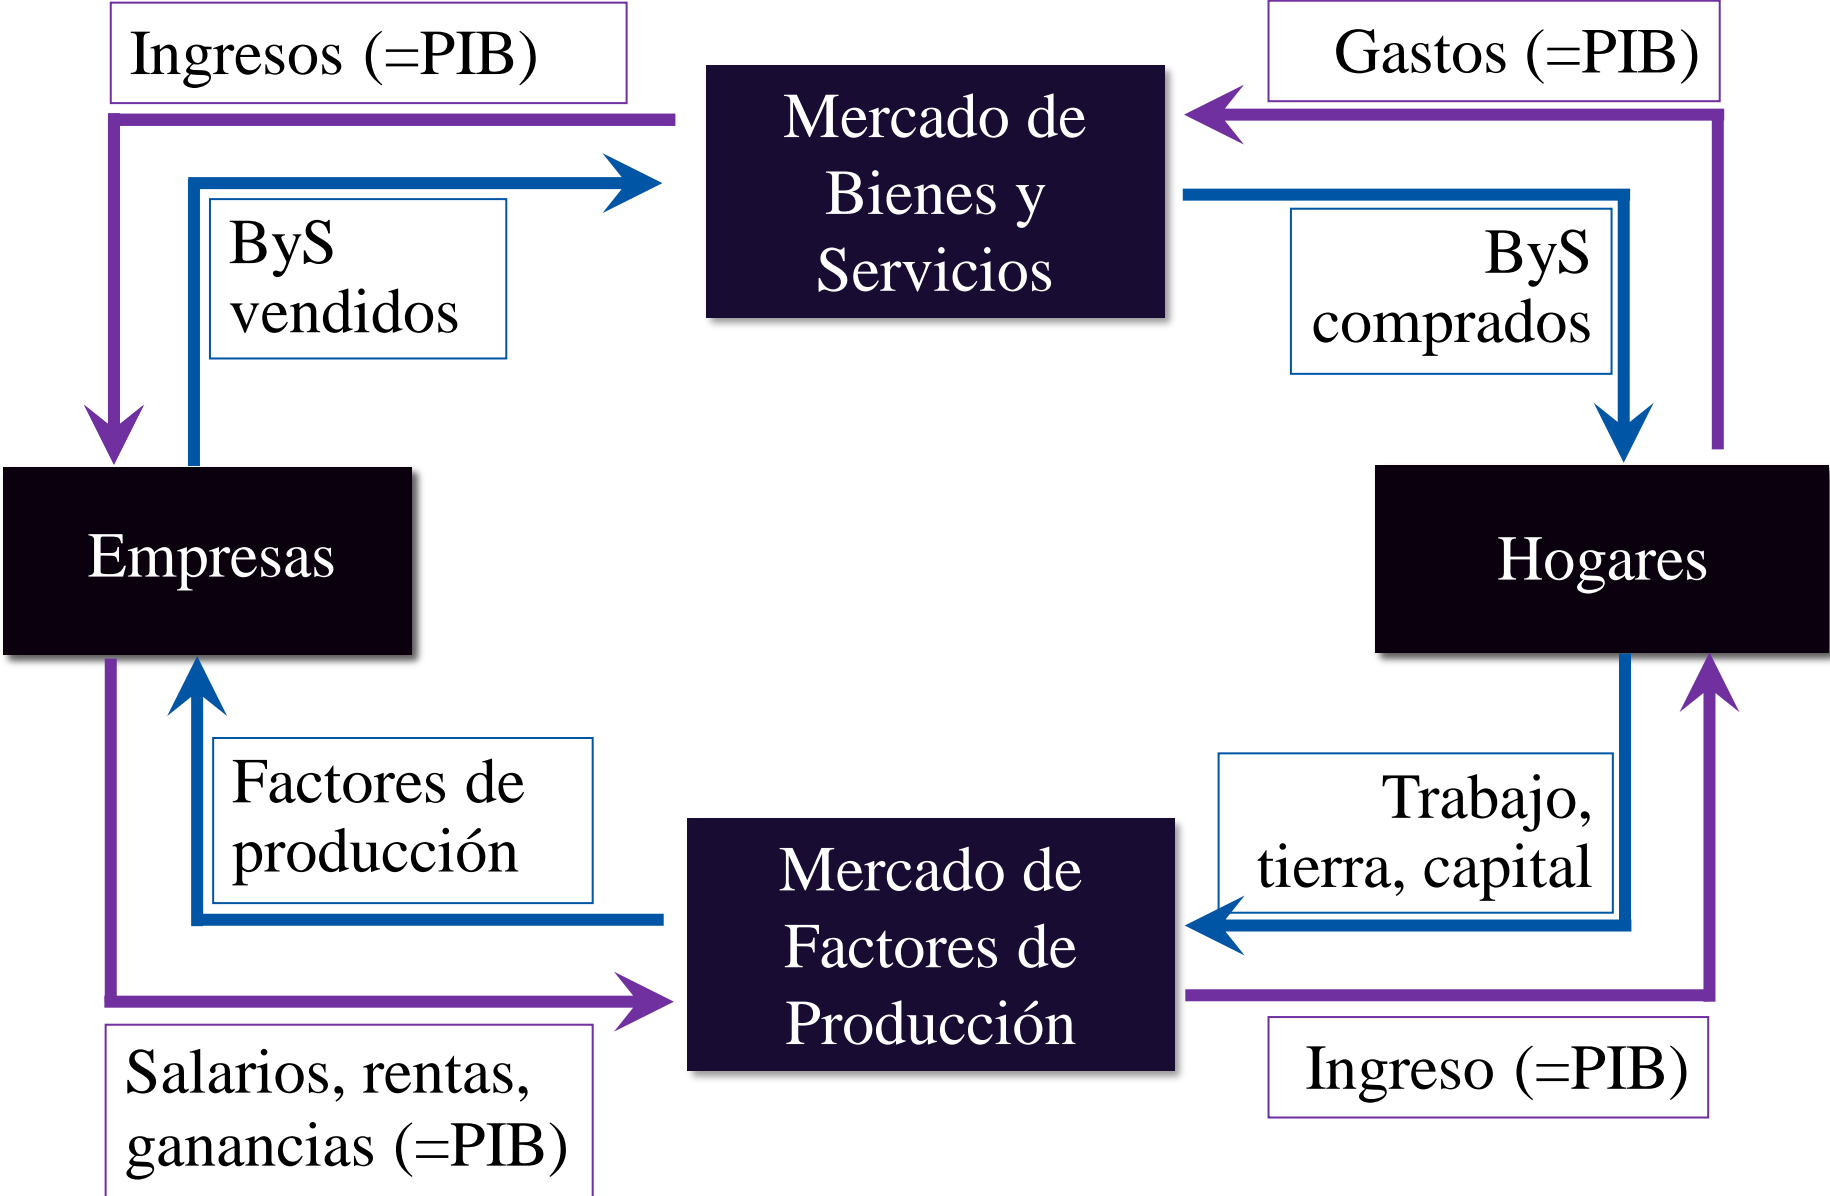 Ingresos (=PIB)
Gastos (=PIB)
Mercado de
Bienes y
Servicios
ByS
vendidos
ByS
comprados
Empresas
Hogares
Factores de
producción
Trabajo,
tierra, capital
Mercado de
Factores de
Producción
Salarios, rentas,
ganancias (=PIB)
Ingreso (=PIB)